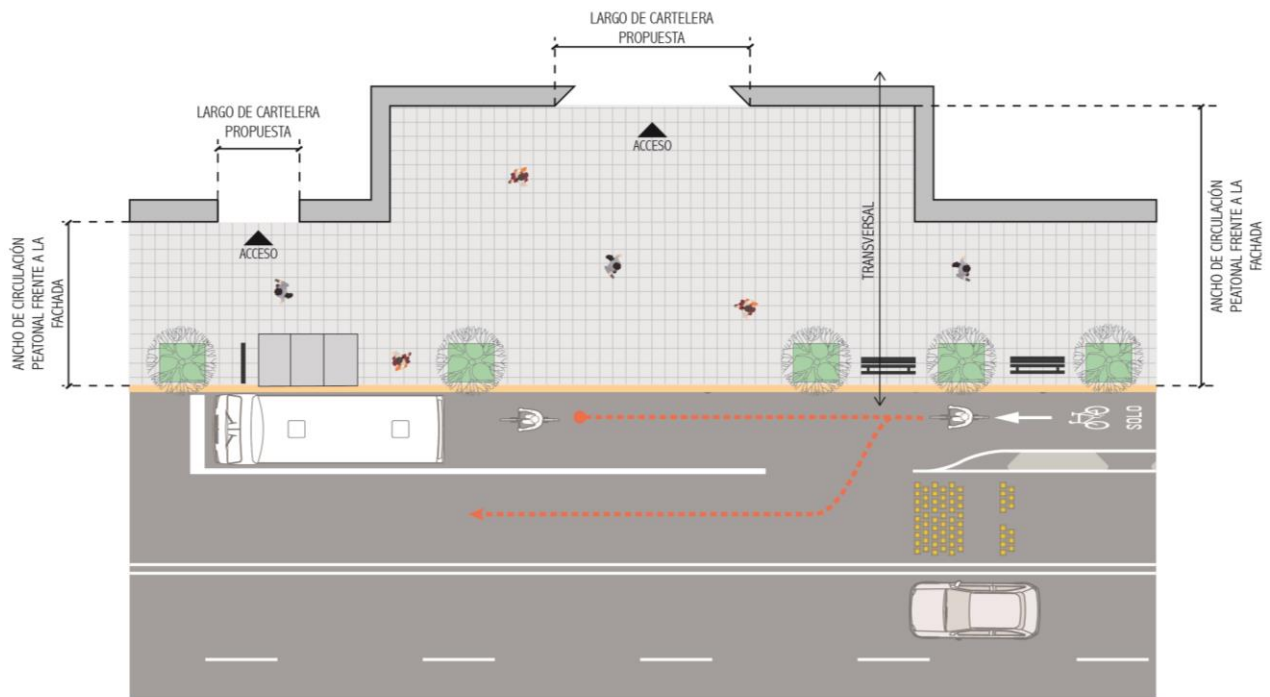 LARGO DE CARTELERA
PROPUESTA
LARGO DE CARTELERA
PROPUESTA
ACCESO
ACCESO
TRANSVERSAL
ANCHO DE CIRCULACIÓN
PEATONAL FRENTE A LA
FACHADA
ANCHO DE CIRCULACIÓN
PEATONAL FRENTE A LA
FACHADA
SOLO